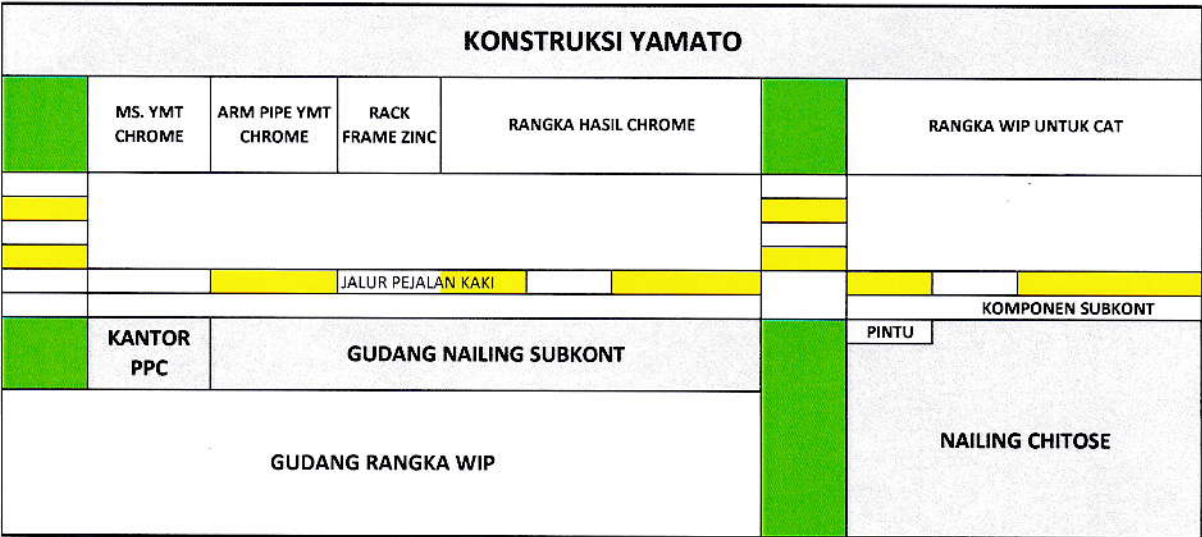 KONSTRUKSI YAMATO
MS. YMT
CHROME
ARM PIPE YMT
CHROME
RACK
FRAME ZINC
RANGKA HASIL CHROME
RANGKA WIP UNTUK CAT
JALUR PEJALAN KAKI
KOMPONEN SUBKONT
KANTOR
PPC
GUDANG NAILING SUBKONT
PINTU
GUDANG RANGKA WIP
NAILING CHITOSE